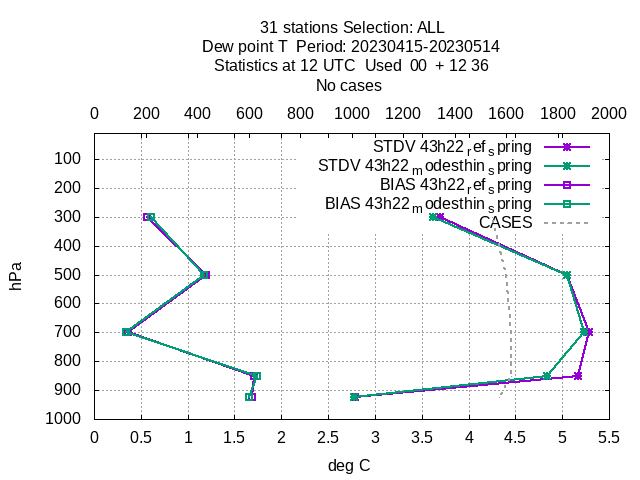 31 stations Selection: ALL
Dew point T  Period: 20230415-20230514
Statistics at 12 UTC  Used  00  + 12 36
No cases
0 200 400 600 800 1000 1200 1400 1600 1800 2000
STDV 43h22_ref_spring
STDV 43h22_modesthin_spring
BIAS 43h22_ref_spring
BIAS 43h22_modesthin_spring
CASES
100
200
300
400
500
600
700
800
900
1000
hPa
0 0.5 1 1.5 2 2.5 3 3.5 4 4.5 5 5.5
deg C